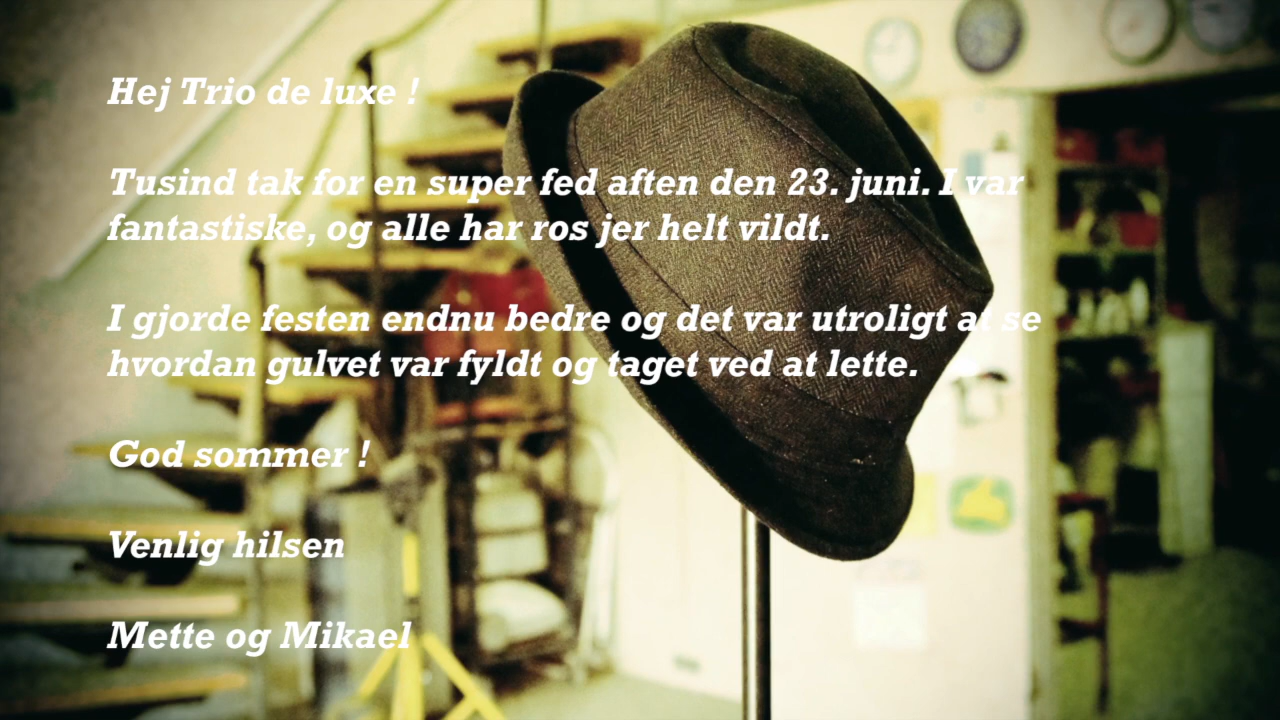 Hej Trio de luxe !
Tusind tak for en super fed aften den 23. juni. I var
fantastiske, og alle har ros jer helt vildt.
I gjorde festen endnu bedre og det var utroligt at se
hvordan gulvet var fyldt og taget ved at lette.
God sommer !
Venlig hilsen
Mette og Mikael